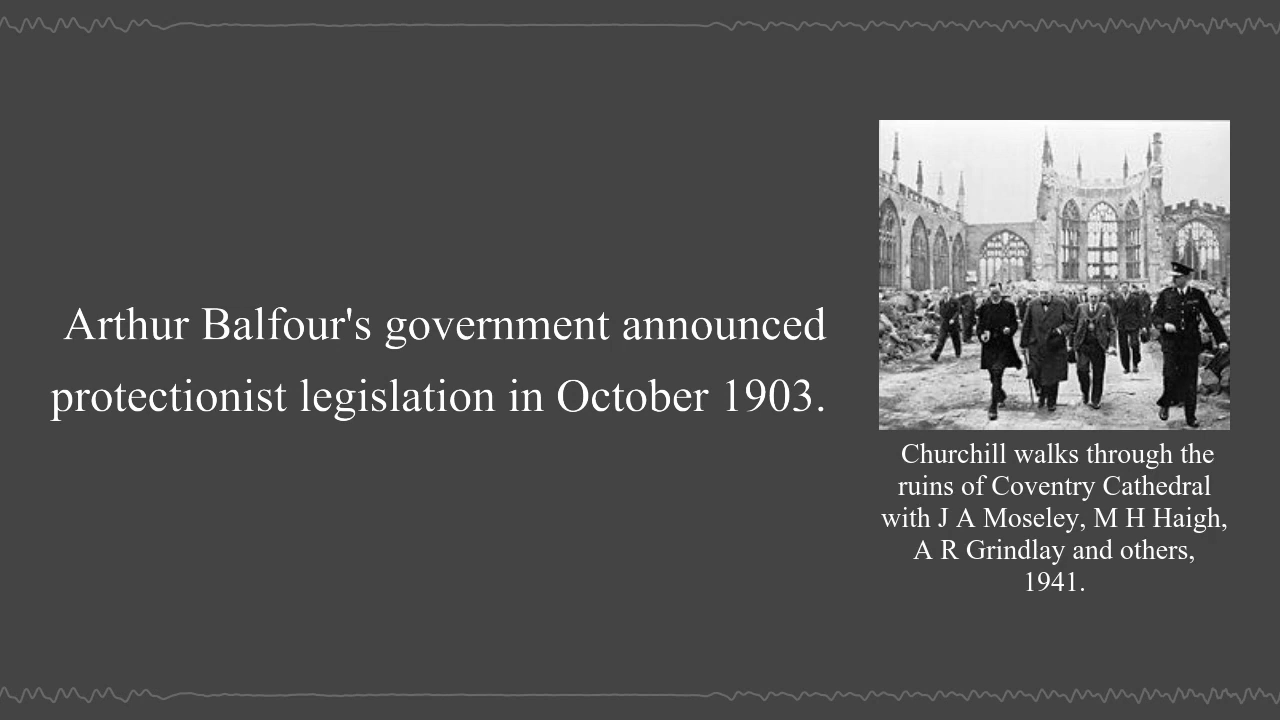 Arthur Balfour's government announced
protectionist legislation in October 1903.
Churchill walks through the
ruins of Coventry Cathedral
with J A Moseley, M H Haigh,
A R Grindlay and others,
1941.